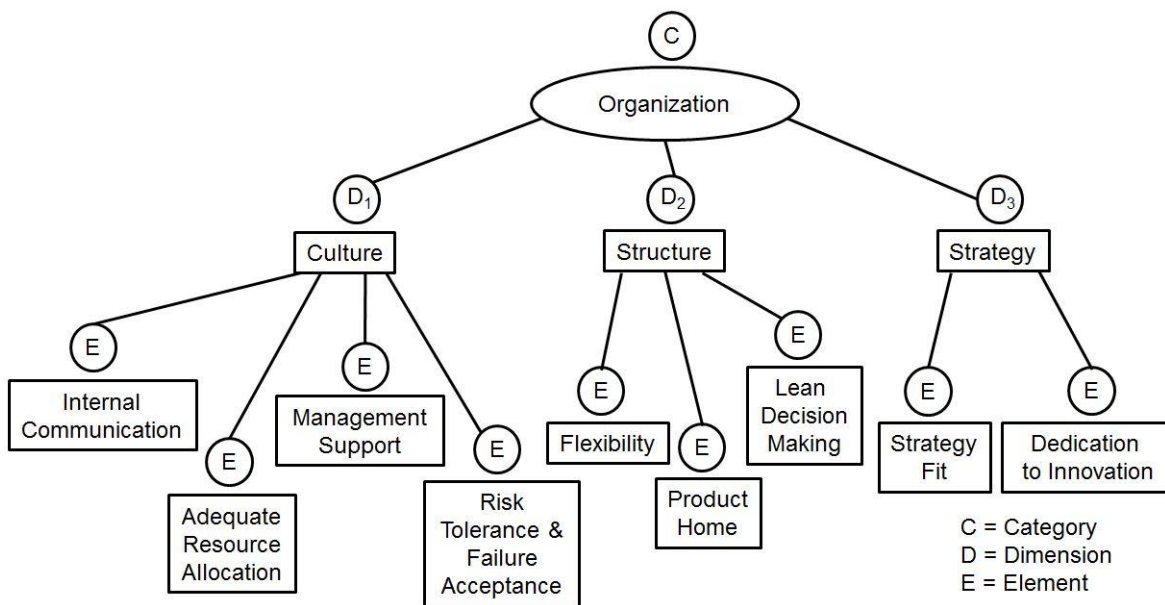 C
Organization
D₁
D₂
D₃
Culture
Structure
Strategy
E
Internal
Communication
E
Adequate
Resource
Allocation
E
Management
Support
E
Risk
Tolerance &
Failure
Acceptance
E
Flexibility
E
Product
Home
E
Lean
Decision
Making
E
Strategy
Fit
E
Dedication
to Innovation
C = Category
D = Dimension
E = Element